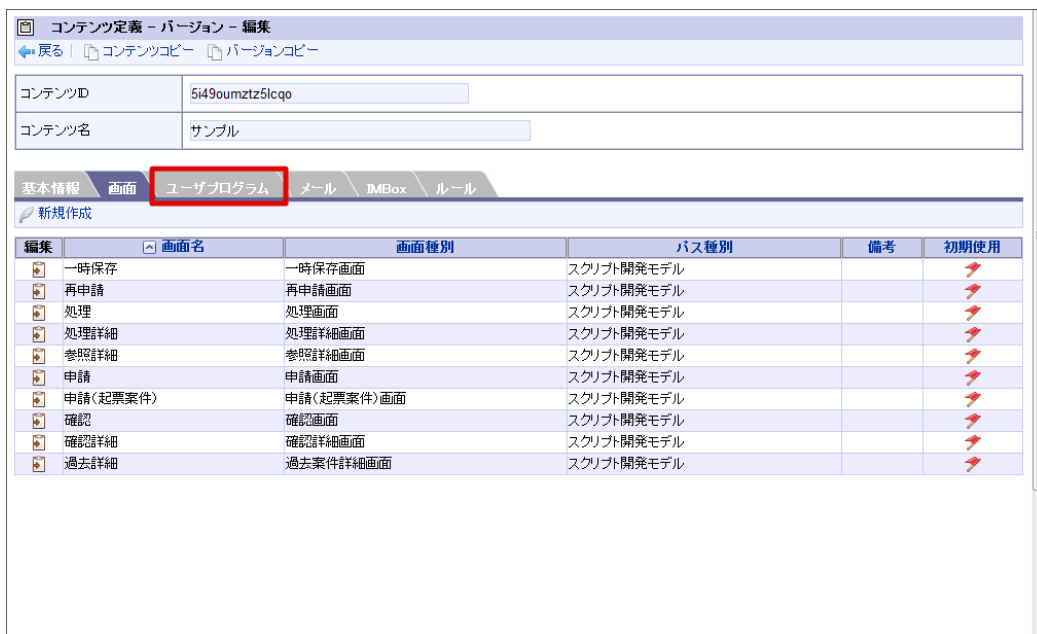 コンテンツ定義 - バージョン - 編集
戻る | コンテンツコピー バージョンコピー
コンテンツID 5i49oumztz5lcqo
コンテンツ名 サンプル
基本情報 画面 ユーザプログラム メール IMBox ルール
新規作成
編集 画面名 画面種別 パス種別 備考 初期使用
一時保存 一時保存画面 スクリプト開発モデル
再申請 再申請画面 スクリプト開発モデル
処理 処理画面 スクリプト開発モデル
処理詳細 処理詳細画面 スクリプト開発モデル
参照詳細 参照詳細画面 スクリプト開発モデル
申請 申請画面 スクリプト開発モデル
申請(起票案件) 申請(起票案件)画面 スクリプト開発モデル
確認 確認画面 スクリプト開発モデル
確認詳細 確認詳細画面 スクリプト開発モデル
過去詳細 過去案件詳細画面 スクリプト開発モデル